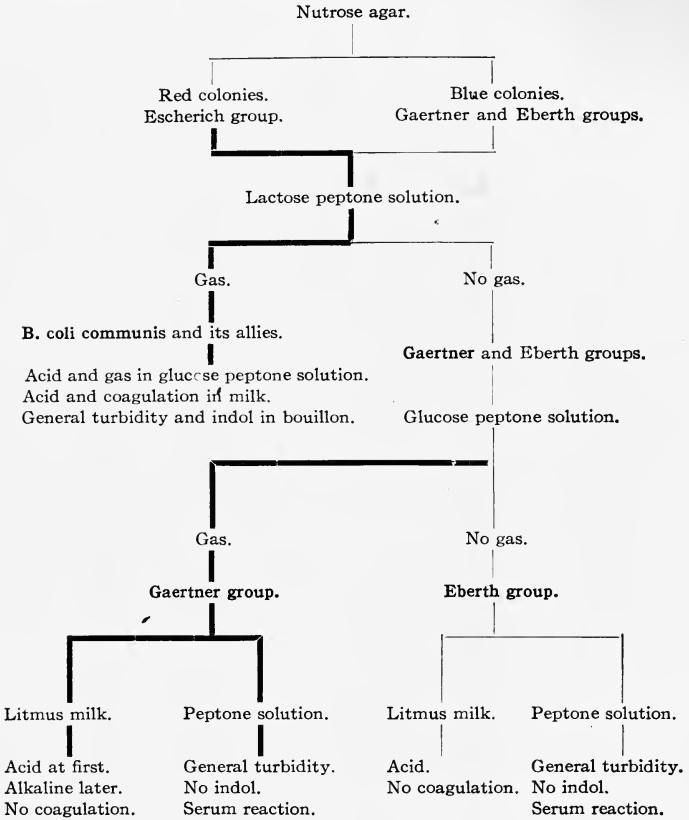 Nutrose agar.
Red colonies.
Escherich group.
Blue colonies.
Gaertner and Eberth groups.
Lactose peptone solution.
Gas.
No gas.
B. coli communis and its allies.
Gaertner and Eberth groups.
Acid and gas in glucose peptone solution.
Acid and coagulation in milk.
General turbidity and indol in bouillon.
Glucose peptone solution.
Gas.
No gas.
Gaertner group.
Eberth group.
Litmus milk.
Peptone solution.
Litmus milk.
Peptone solution.
Acid at first.
Alkaline later.
No coagulation.
General turbidity.
No indol.
Serum reaction.
Acid.
No coagulation.
General turbidity.
No indol.
Serum reaction.